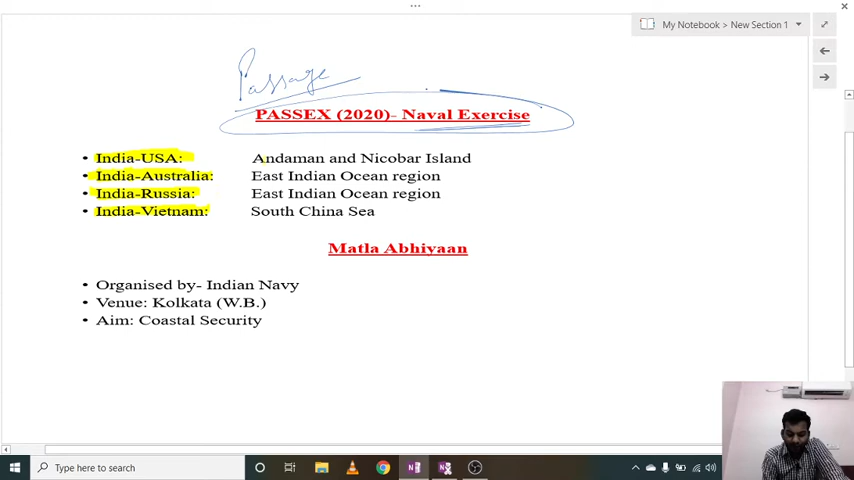 My Notebook > New Section 1
Passage
PASSEX (2020)- Naval Exercise
• India-USA: Andaman and Nicobar Island
• India-Australia: East Indian Ocean region
• India-Russia: East Indian Ocean region
• India-Vietnam: South China Sea
Matla Abhiyaan
• Organised by- Indian Navy
• Venue: Kolkata (W.B.)
• Aim: Coastal Security
Type here to search